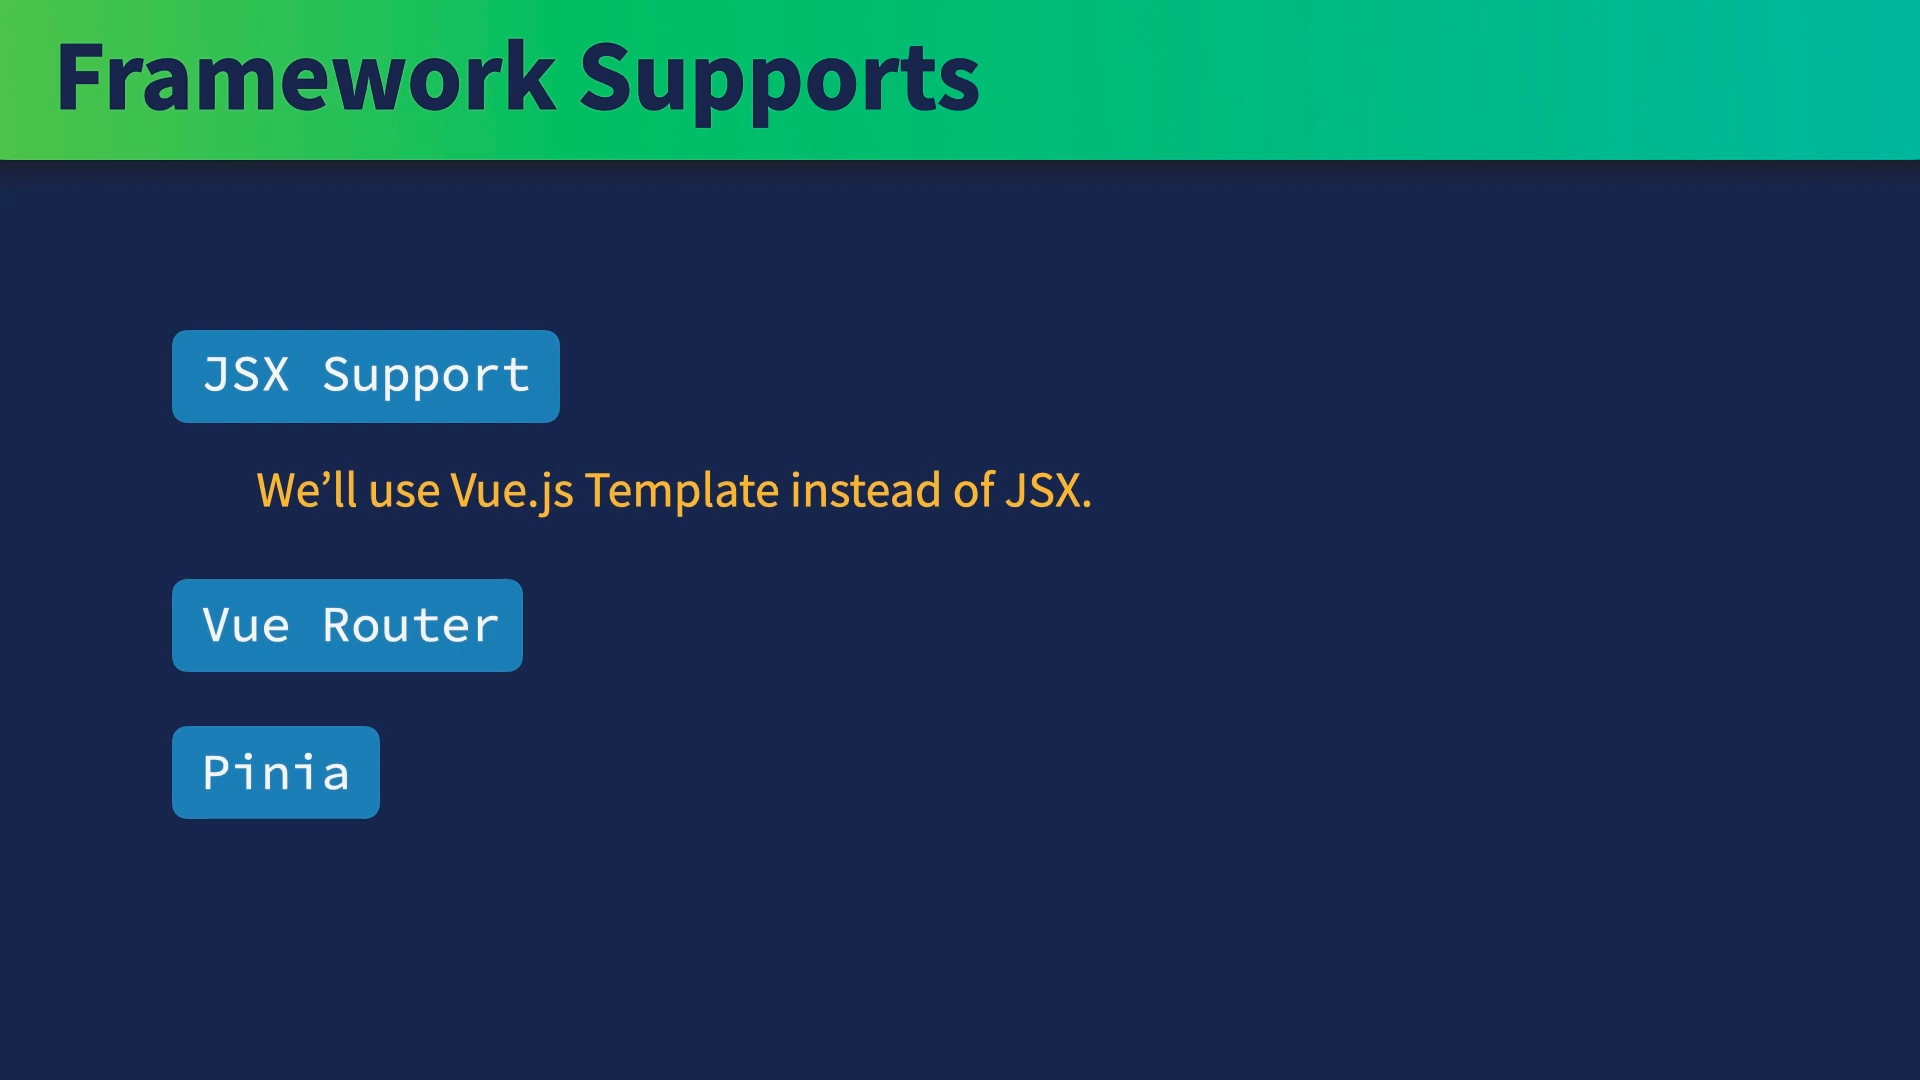 Framework Supports
JSX Support
We’ll use Vue.js Template instead of JSX.
Vue Router
Pinia